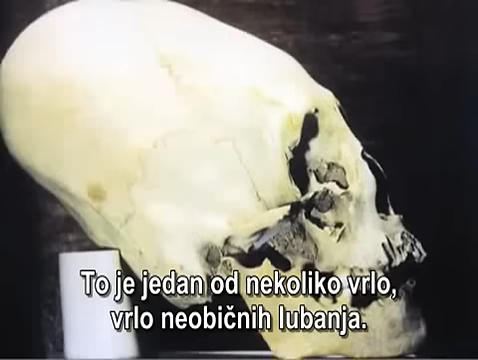 To je jedan od nekoliko vrlo,
vrlo neobičnih lubanja.